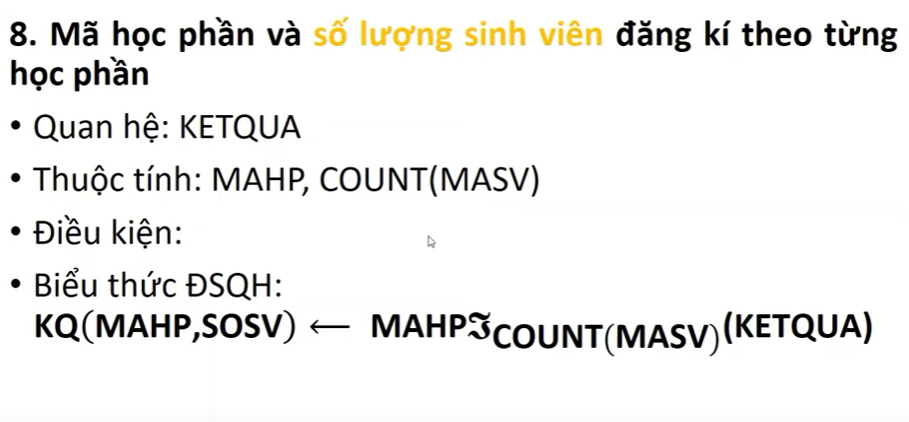 8. Mã học phần và số lượng sinh viên đăng kí theo từng
học phần
• Quan hệ: KETQUA
• Thuộc tính: MAHP, COUNT(MASV)
• Điều kiện:
• Biểu thức ĐSQH:
KQ(MAHP,SOSV) ⟵ MAHPℑCOUNT(MASV)(KETQUA)